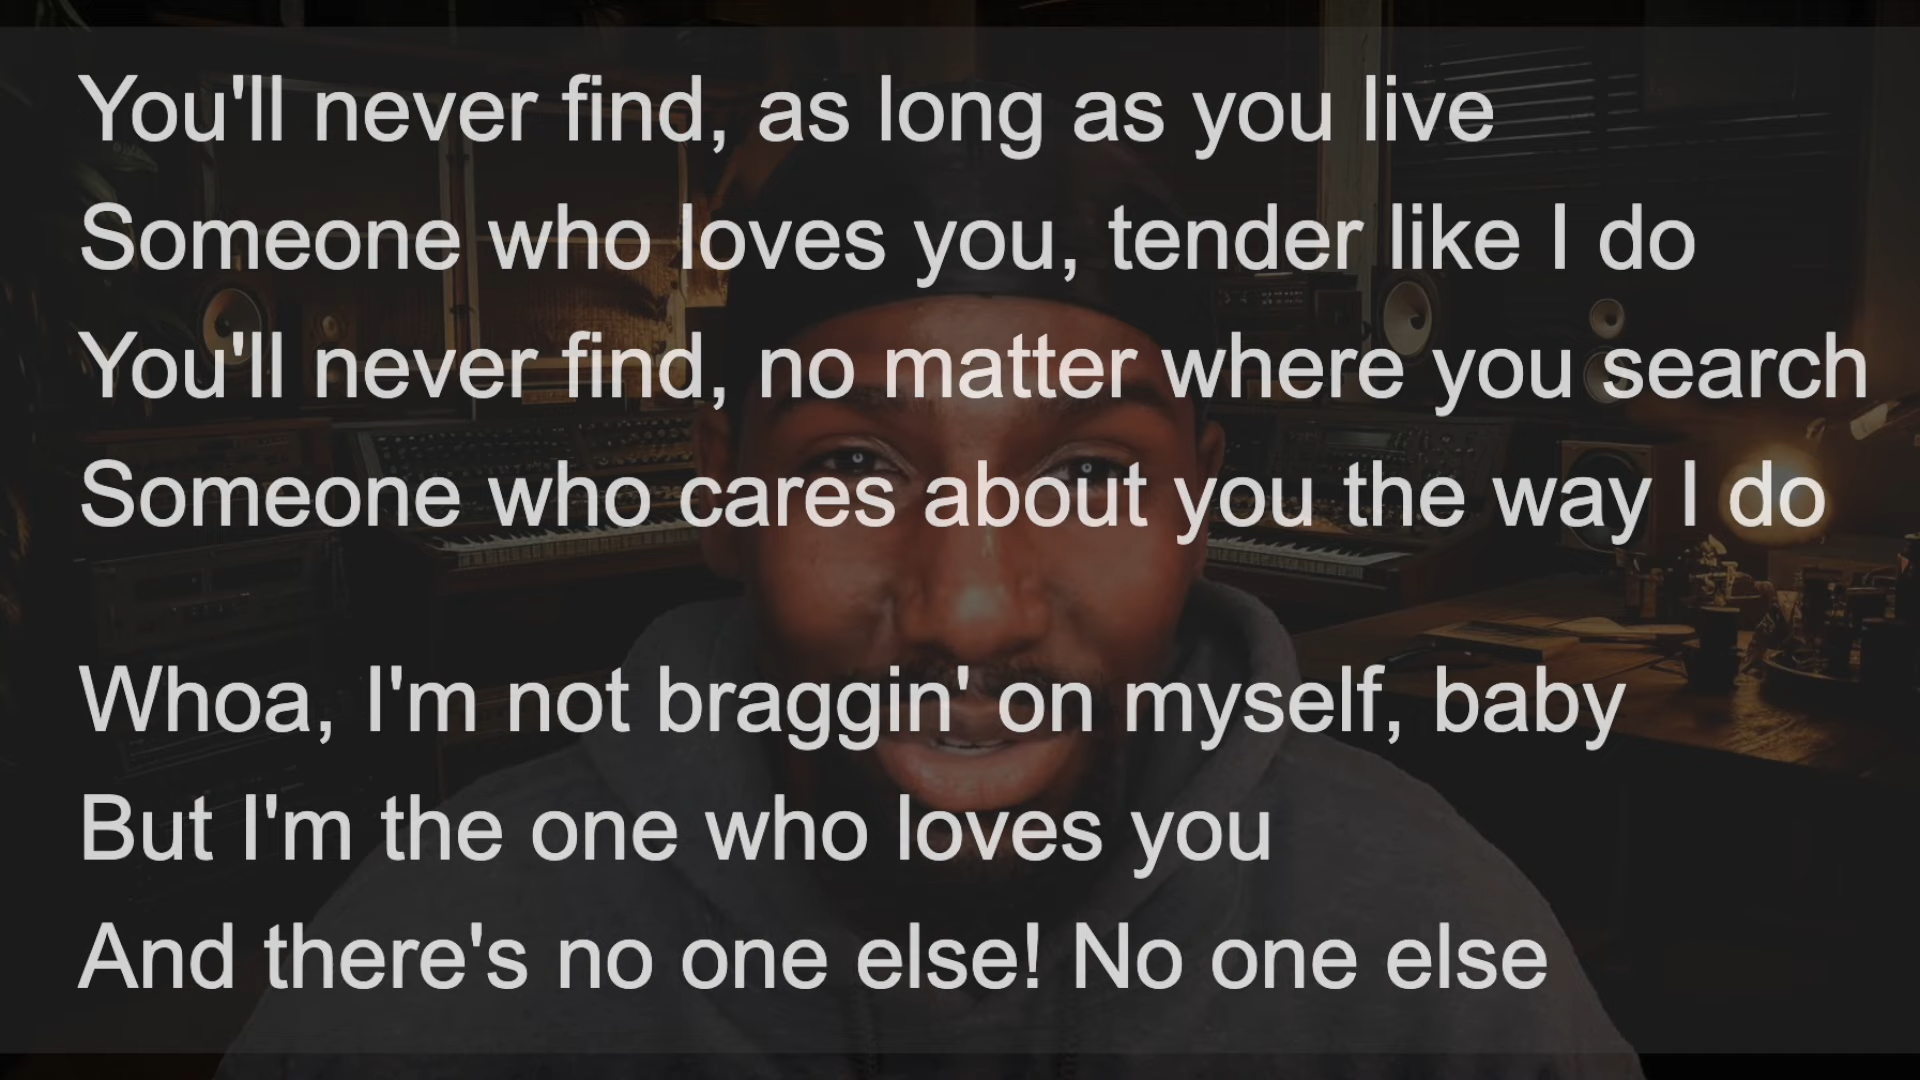 You'll never find, as long as you live
Someone who loves you, tender like I do
You'll never find, no matter where you search
Someone who cares about you the way I do
Whoa, I'm not braggin' on myself, baby
But I'm the one who loves you
And there's no one else! No one else